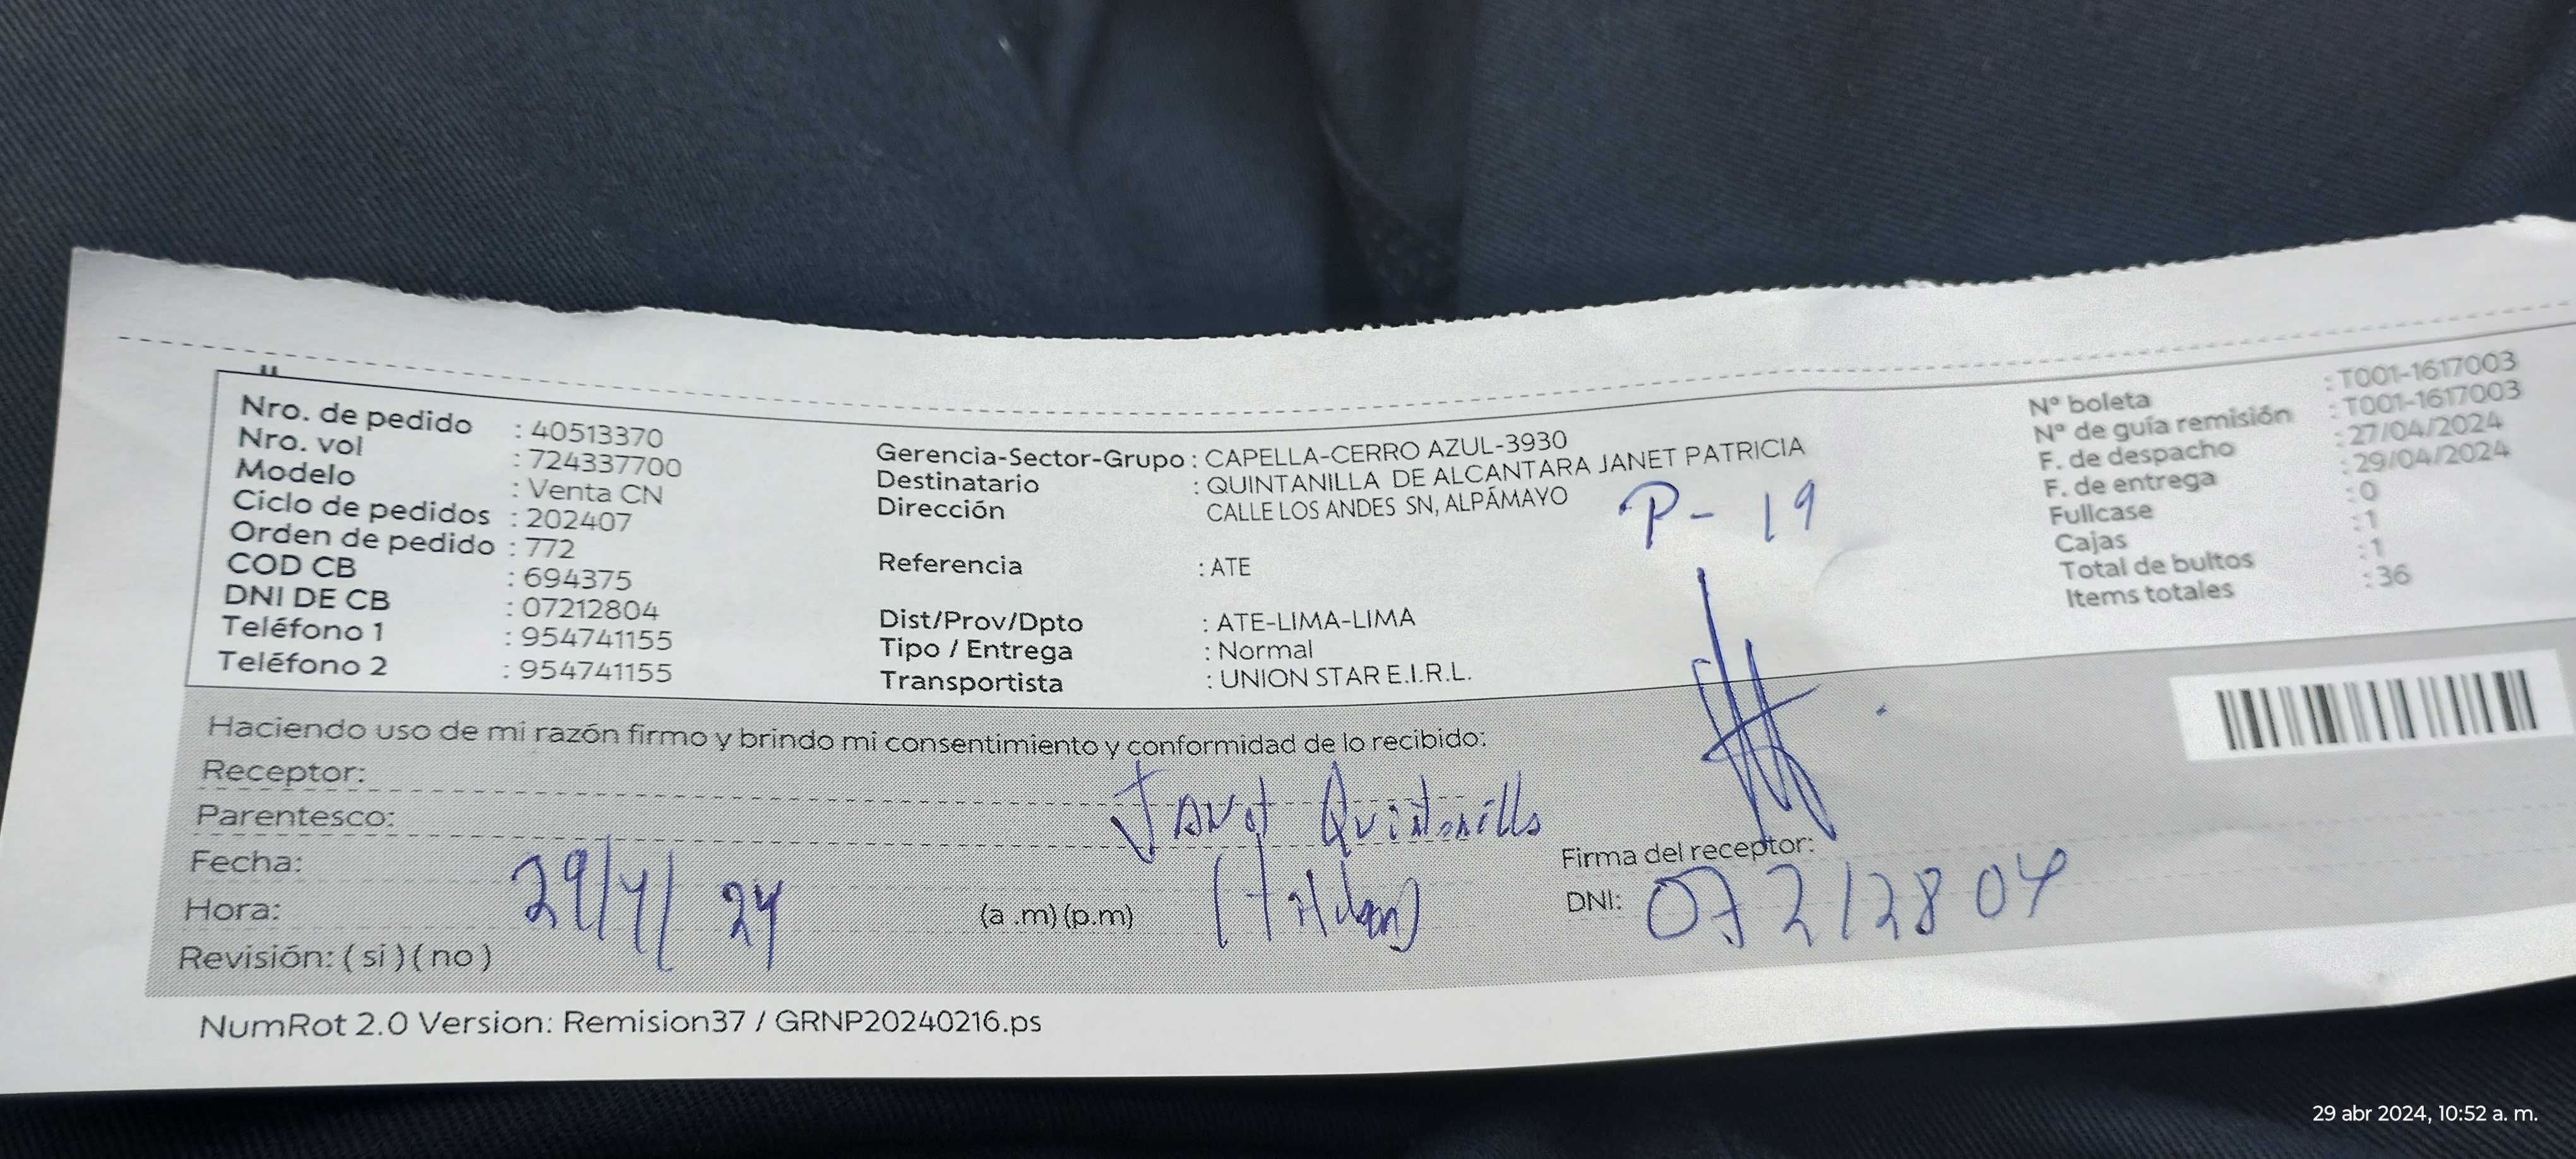 Nro. de pedido : 40513370
Nro. vol : 724337700
Modelo : Venta CN
Ciclo de pedidos : 202407
Orden de pedido : 772
COD CB : 694375
DNI DE CB : 07212804
Teléfono 1 : 954741155
Teléfono 2 : 954741155
Gerencia-Sector-Grupo : CAPELLA-CERRO AZUL-3930
Destinatario : QUINTANILLA DE ALCANTARA JANET PATRICIA
Dirección CALLE LOS ANDES SN, ALPÁMAYO
P- 19
Referencia : ATE
Dist/Prov/Dpto : ATE-LIMA-LIMA
Tipo / Entrega : Normal
Transportista : UNION STAR E.I.R.L.
Nº boleta : T001-1617003
Nº de guía remisión : T001-1617003
F. de despacho : 27/04/2024
F. de entrega : 29/04/2024
Fullcase : 0
Cajas : 1
Total de bultos : 1
Items totales : 36
Haciendo uso de mi razón firmo y brindo mi consentimiento y conformidad de lo recibido:
Receptor:
Janet Quintanilla
Parentesco:
Fecha: 29/4/24
Hora: (a .m) (p.m)
Revisión: ( si ) ( no )
Firma del receptor:
DNI: 07212804
NumRot 2.0 Version: Remision37 / GRNP20240216.ps
29 abr 2024, 10:52 a. m.